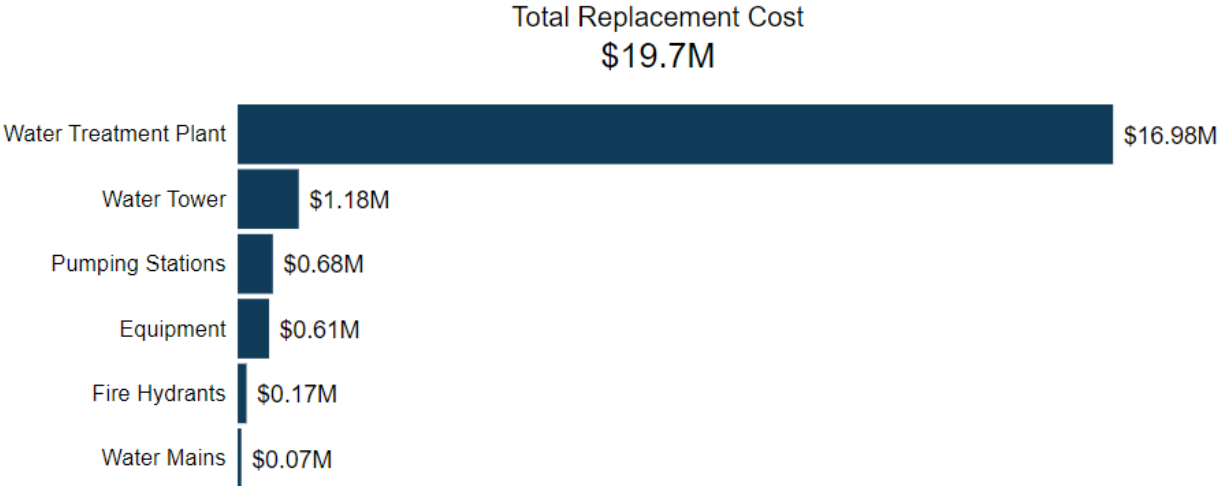 Total Replacement Cost
$19.7M
Water Treatment Plant $16.98M
Water Tower $1.18M
Pumping Stations $0.68M
Equipment $0.61M
Fire Hydrants $0.17M
Water Mains $0.07M